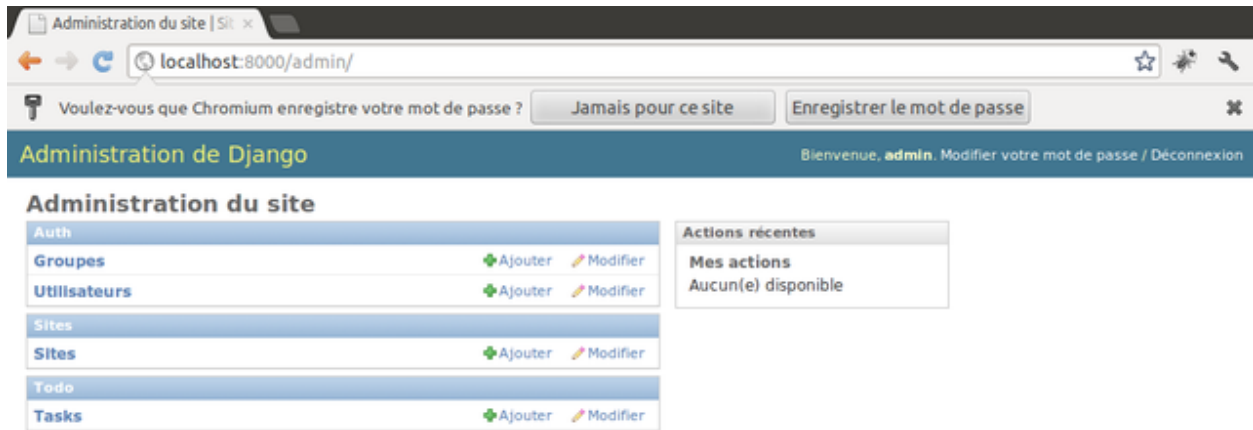 Administration du site | Sit
localhost:8000/admin/
Voulez-vous que Chromium enregistre votre mot de passe ? Jamais pour ce site Enregistrer le mot de passe
Administration de Django
Bienvenue, admin. Modifier votre mot de passe / Déconnexion
Administration du site
Auth
Groupes Ajouter Modifier
Utilisateurs Ajouter Modifier
Sites
Sites Ajouter Modifier
Todo
Tasks Ajouter Modifier
Actions récentes
Mes actions
Aucun(e) disponible